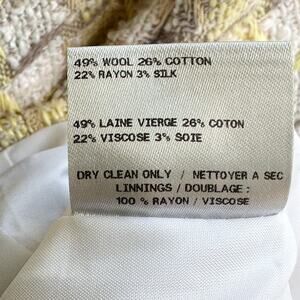 49% WOOL 26% COTTON
22% RAYON 3% SILK
49% LAINE VIERGE 26% COTON
22% VISCOSE 3% SOIE
DRY CLEAN ONLY / NETTOYER A SEC
LINNINGS / DOUBLAGE :
100 % RAYON / VISCOSE